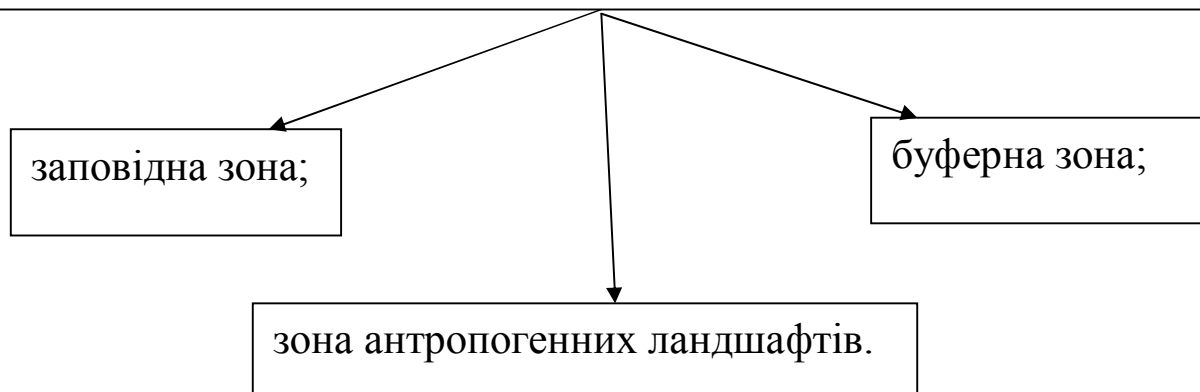 заповідна зона;
буферна зона;
зона антропогенних ландшафтів.